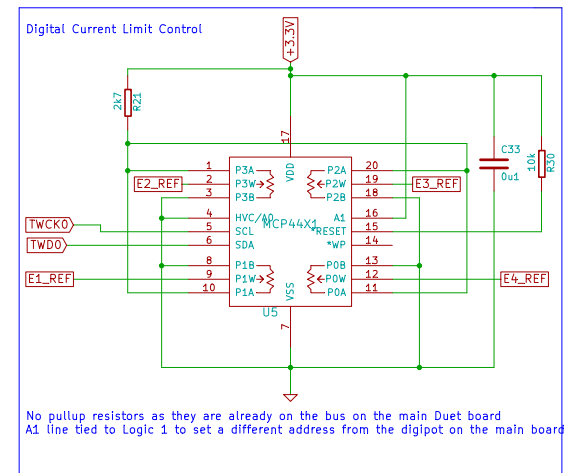 Digital Current Limit Control
+3.3V
2k7
R21
17
VDD
C33
0u1
10k
R30
1 P3A P2A 20
E2_REF 2 P3W P2W 19 E3_REF
3 P3B P2B 18
4 HVC/A0 A1 16
MCP44X1
TWCK0 5 SCL *RESET 15
TWD0 6 SDA *WP 14
8 P1B P0B 13
E1_REF 9 P1W P0W 12 E4_REF
10 P1A P0A 11
VSS
U5
7
No pullup resistors as they are already on the bus on the main Duet board
A1 line tied to Logic 1 to set a different address from the digipot on the main board